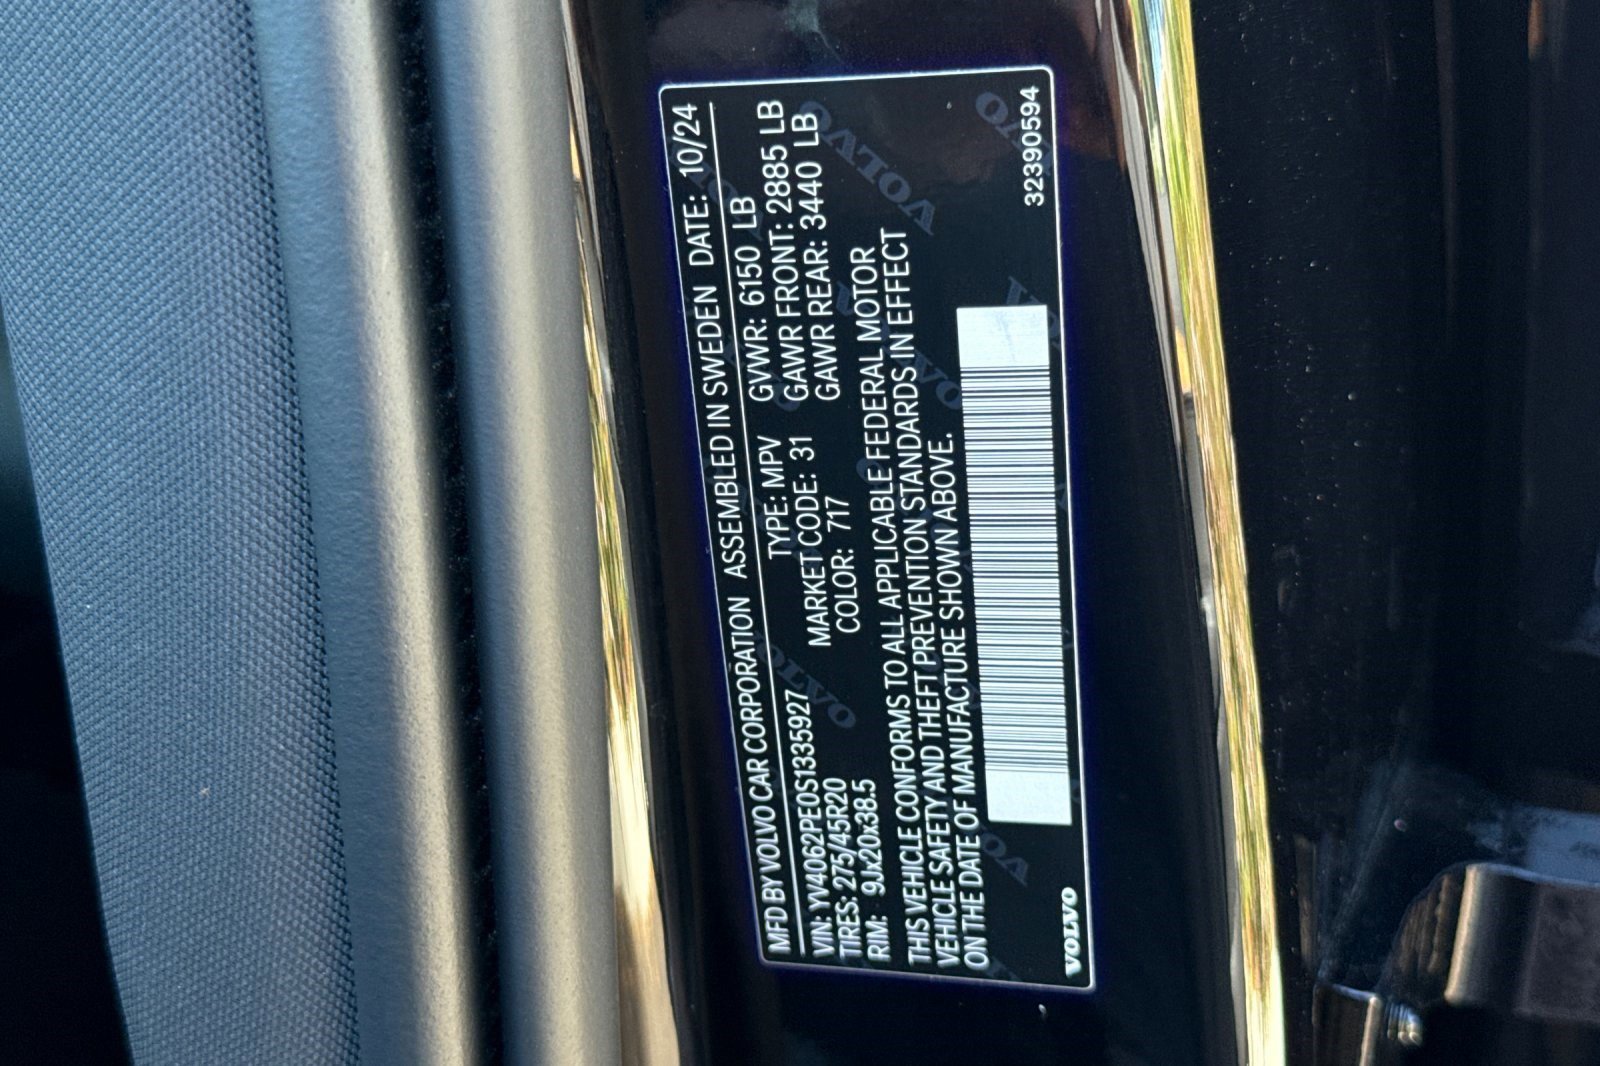 MFD BY VOLVO CAR CORPORATION ASSEMBLED IN SWEDEN DATE: 10/24
VIN: YV4062PE0S1335927 TYPE: MPV GVWR: 6150 LB
TIRES: 275/45R20 MARKET CODE: 31 GAWR FRONT: 2885 LB
RIM: 9Jx20x38.5 COLOR: 717 GAWR REAR: 3440 LB
THIS VEHICLE CONFORMS TO ALL APPLICABLE FEDERAL MOTOR
VEHICLE SAFETY AND THEFT PREVENTION STANDARDS IN EFFECT
ON THE DATE OF MANUFACTURE SHOWN ABOVE.
VOLVO 32390594